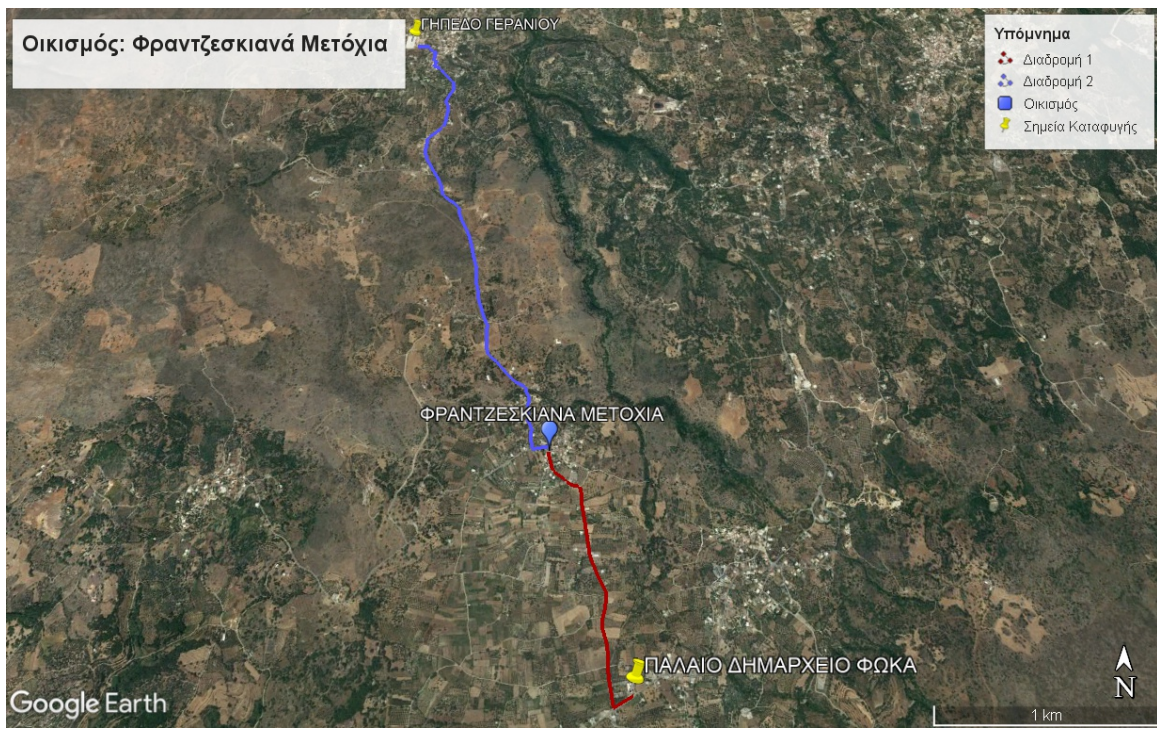 ΓΗΠΕΔΟ ΓΕΡΑΝΙΟΥ
Οικισμός: Φραντζεσκιανά Μετόχια
Υπόμνημα
Διαδρομή 1
Διαδρομή 2
Οικισμός
Σημεία Καταφυγής
ΦΡΑΝΤΖΕΣΚΙΑΝΑ ΜΕΤΟΧΙΑ
ΠΑΛΑΙΟ ΔΗΜΑΡΧΕΙΟ ΦΩΚΑ
N
Google Earth
1 km